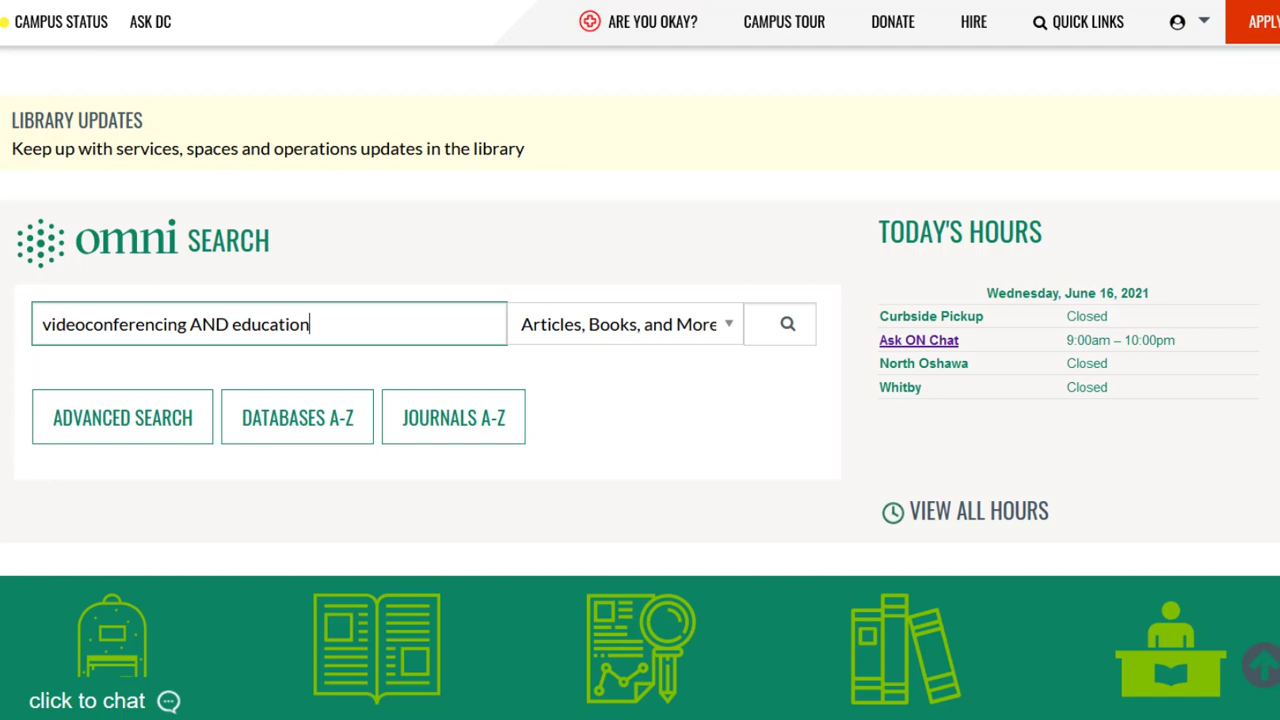 CAMPUS STATUS ASK DC ARE YOU OKAY? CAMPUS TOUR DONATE HIRE QUICK LINKS APPLY
LIBRARY UPDATES
Keep up with services, spaces and operations updates in the library
omni SEARCH
videoconferencing AND education Articles, Books, and More
ADVANCED SEARCH DATABASES A-Z JOURNALS A-Z
TODAY'S HOURS
Wednesday, June 16, 2021
Curbside Pickup Closed
Ask ON Chat 9:00am – 10:00pm
North Oshawa Closed
Whitby Closed
VIEW ALL HOURS
click to chat